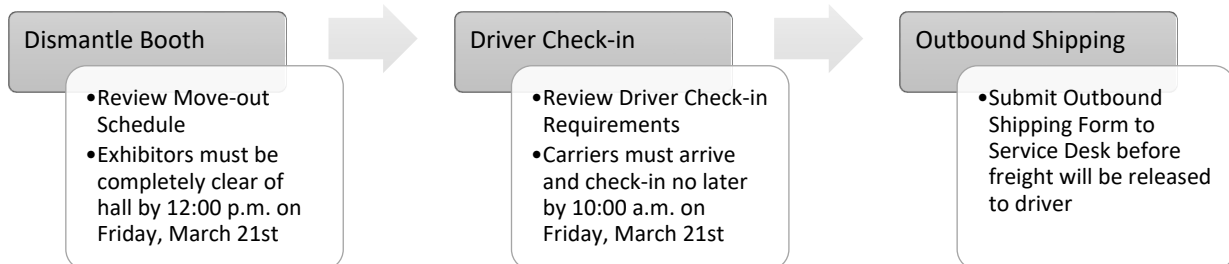 Dismantle Booth
•Review Move-out
Schedule
•Exhibitors must be
completely clear of
hall by 12:00 p.m. on
Friday, March 21st
Driver Check-in
•Review Driver Check-in
Requirements
•Carriers must arrive
and check-in no later
by 10:00 a.m. on
Friday, March 21st
Outbound Shipping
•Submit Outbound
Shipping Form to
Service Desk before
freight will be released
to driver